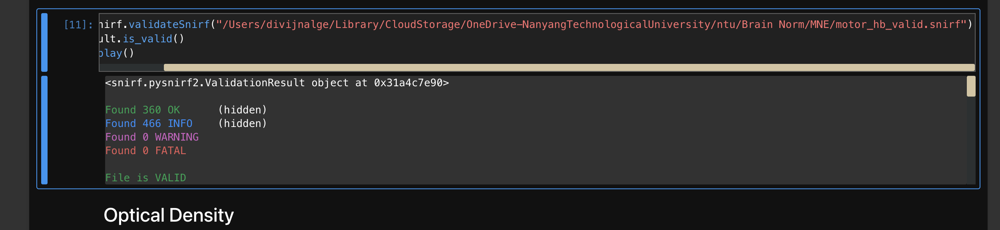 [11]: nirf.validateSnirf("/Users/divijnalge/Library/CloudStorage/OneDrive-NanyangTechnologicalUniversity/ntu/Brain Norm/MNE/motor_hb_valid.snirf")
ult.is_valid()
play()
<snirf.pysnirf2.ValidationResult object at 0x31a4c7e90>
Found 360 OK (hidden)
Found 466 INFO (hidden)
Found 0 WARNING
Found 0 FATAL
File is VALID
Optical Density